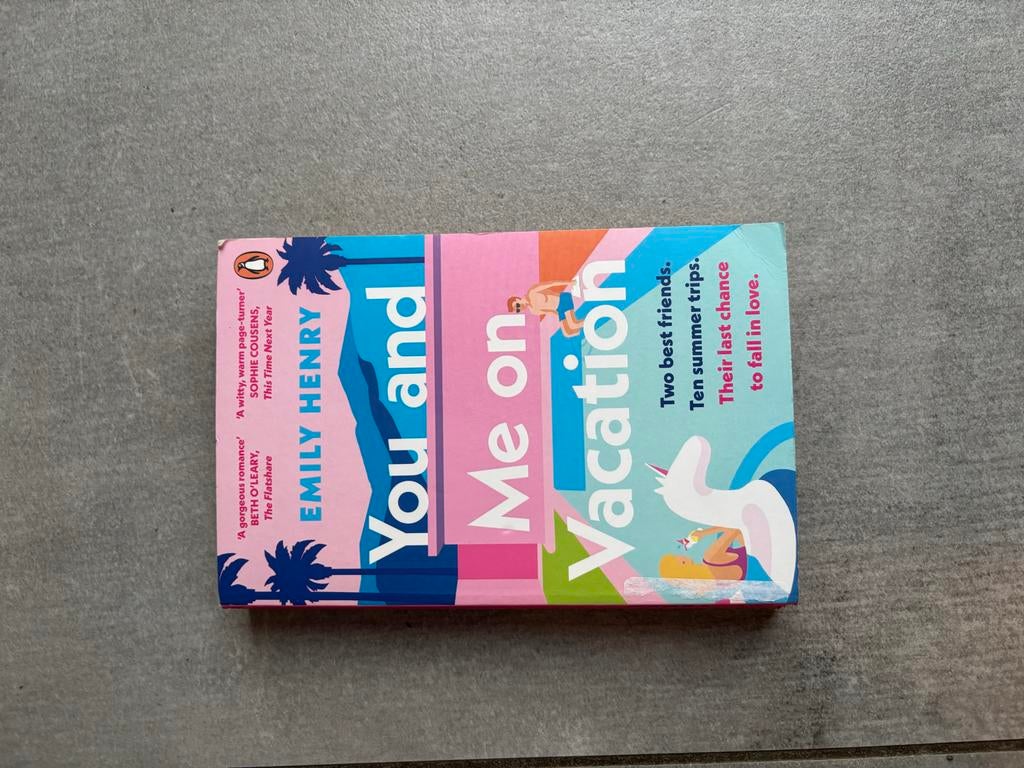 'A gorgeous romance'
BETH O'LEARY,
The Flatshare
'A witty, warm page-turner'
SOPHIE COUSENS,
This Time Next Year
EMILY HENRY
You and
Me on
Vacation
Two best friends.
Ten summer trips.
Their last chance
to fall in love.